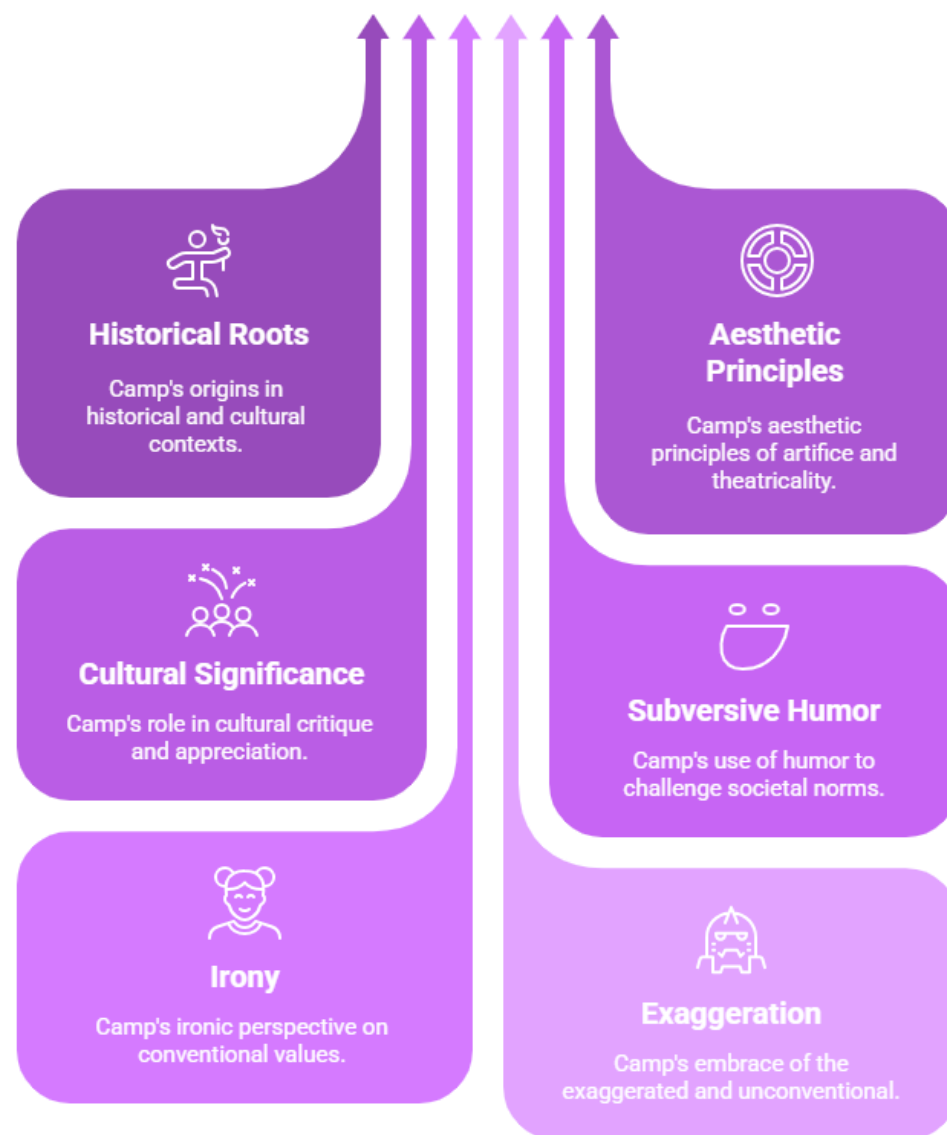 Historical Roots
Camp's origins in
historical and cultural
contexts.
Aesthetic
Principles
Camp's aesthetic
principles of artifice and
theatricality.
Cultural Significance
Camp's role in cultural critique
and appreciation.
Subversive Humor
Camp's use of humor to
challenge societal norms.
Irony
Camp's ironic perspective on
conventional values.
Exaggeration
Camp's embrace of the
exaggerated and unconventional.